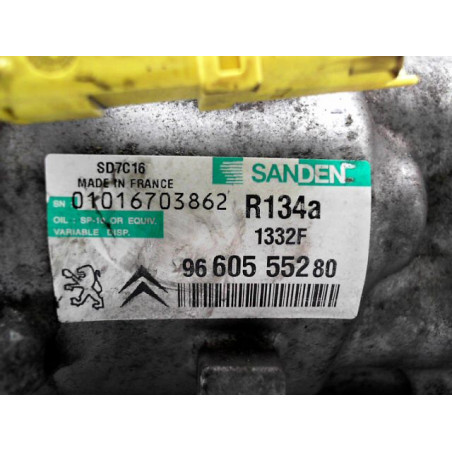 SD7C16
MADE IN FRANCE
SANDEN
SN 01016703862
R134a
OIL : SP-10 OR EQUIV.
VARIABLE DISP.
1332F
96 605 552 80